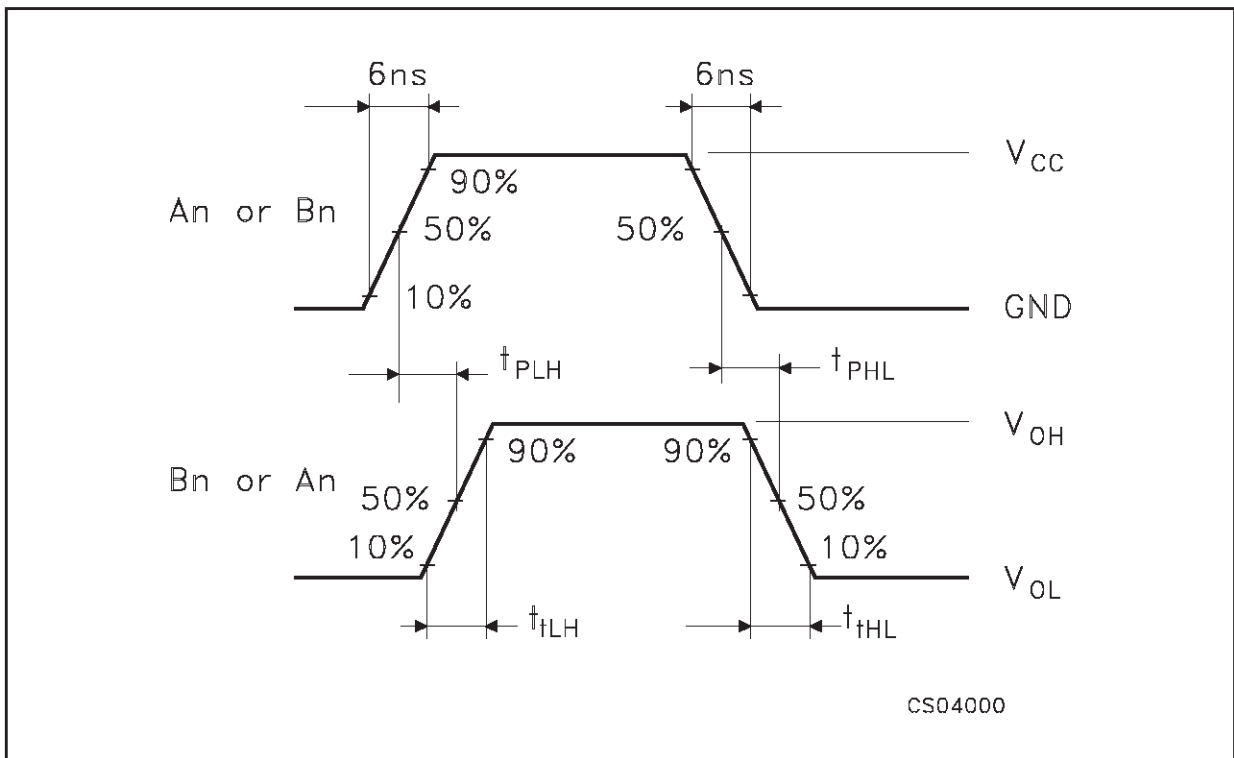 6ns 6ns
V_CC
90%
An or Bn
50% 50%
10%
GND
t_PLH t_PHL
V_OH
90% 90%
Bn or An
50% 50%
10% 10%
V_OL
t_tLH t_tHL
CS04000